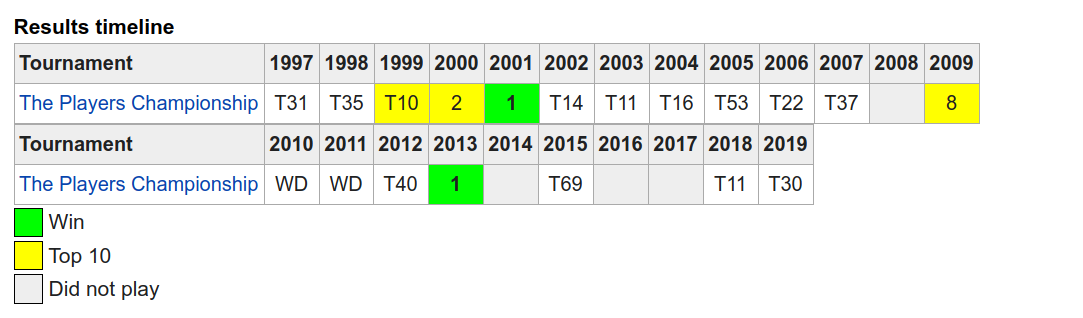 Results timeline
Tournament 1997 1998 1999 2000 2001 2002 2003 2004 2005 2006 2007 2008 2009
The Players Championship T31 T35 T10 2 1 T14 T11 T16 T53 T22 T37 8
Tournament 2010 2011 2012 2013 2014 2015 2016 2017 2018 2019
The Players Championship WD WD T40 1 T69 T11 T30
Win
Top 10
Did not play